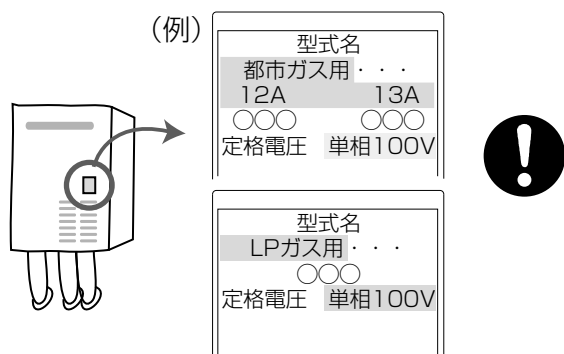 （例）
型式名
都市ガス用・・・
12A 13A
○○○ ○○○
定格電圧 単相100V
型式名
LPガス用・・・
○○○
定格電圧 単相100V